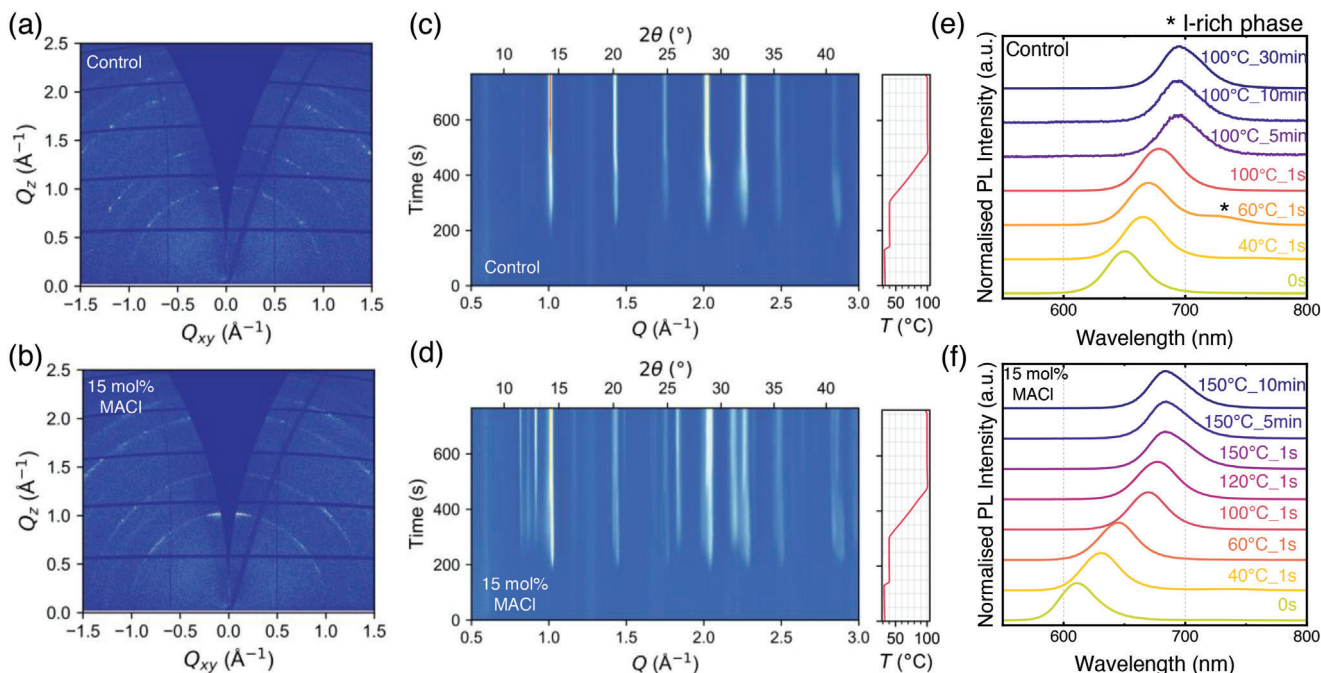 (a)
2.5
2.0
1.5
1.0
0.5
0.0
Q_z (Å⁻¹)
Control
−1.5 −1.0 −0.5 0.0 0.5 1.0 1.5
Q_xy (Å⁻¹)
(b)
2.5
2.0
1.5
1.0
0.5
0.0
Q_z (Å⁻¹)
15 mol%
MACl
−1.5 −1.0 −0.5 0.0 0.5 1.0 1.5
Q_xy (Å⁻¹)
(c)
2θ (°)
10 15 20 25 30 35 40
600
400
200
0
Time (s)
Control
0.5 1.0 1.5 2.0 2.5 3.0
Q (Å⁻¹)
50 100
T (°C)
(d)
2θ (°)
10 15 20 25 30 35 40
600
400
200
0
Time (s)
15 mol%
MACl
0.5 1.0 1.5 2.0 2.5 3.0
Q (Å⁻¹)
50 100
T (°C)
(e)
* I-rich phase
Normalised PL Intensity (a.u.)
Control
100°C_30min
100°C_10min
100°C_5min
100°C_1s
*
60°C_1s
40°C_1s
0s
600 700 800
Wavelength (nm)
(f)
Normalised PL Intensity (a.u.)
15 mol%
MACl
150°C_10min
150°C_5min
150°C_1s
120°C_1s
100°C_1s
60°C_1s
40°C_1s
0s
600 700 800
Wavelength (nm)